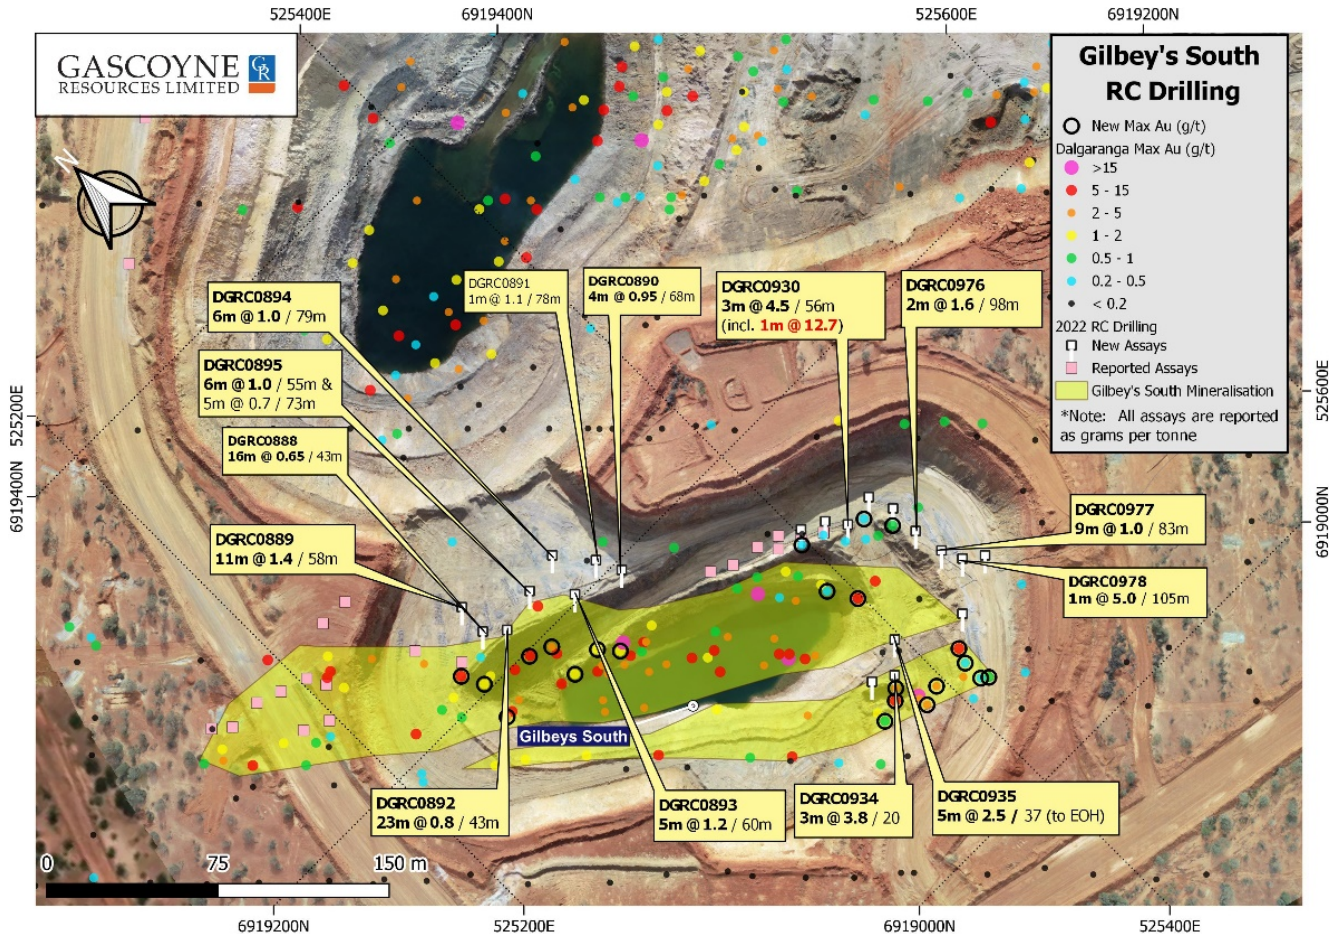 525400E
6919400N
525600E
6919200N
GASCOYNE
RESOURCES LIMITED
GR
N
Gilbey's South
RC Drilling
New Max Au (g/t)
Dalgaranga Max Au (g/t)
>15
5 - 15
2 - 5
1 - 2
0.5 - 1
0.2 - 0.5
< 0.2
2022 RC Drilling
New Assays
Reported Assays
Gilbey's South Mineralisation
*Note: All assays are reported
as grams per tonne
DGRC0894
6m @ 1.0 / 79m
DGRC0891
1m @ 1.1 / 78m
DGRC0890
4m @ 0.95 / 68m
DGRC0930
3m @ 4.5 / 56m
(incl. 1m @ 12.7)
DGRC0976
2m @ 1.6 / 98m
DGRC0895
6m @ 1.0 / 55m &
5m @ 0.7 / 73m
DGRC0888
16m @ 0.65 / 43m
DGRC0889
11m @ 1.4 / 58m
DGRC0977
9m @ 1.0 / 83m
DGRC0978
1m @ 5.0 / 105m
525200E
6919400N
525600E
6919000N
Gilbeys South
DGRC0892
23m @ 0.8 / 43m
DGRC0893
5m @ 1.2 / 60m
DGRC0934
3m @ 3.8 / 20
DGRC0935
5m @ 2.5 / 37 (to EOH)
0 75 150 m
6919200N
525200E
6919000N
525400E